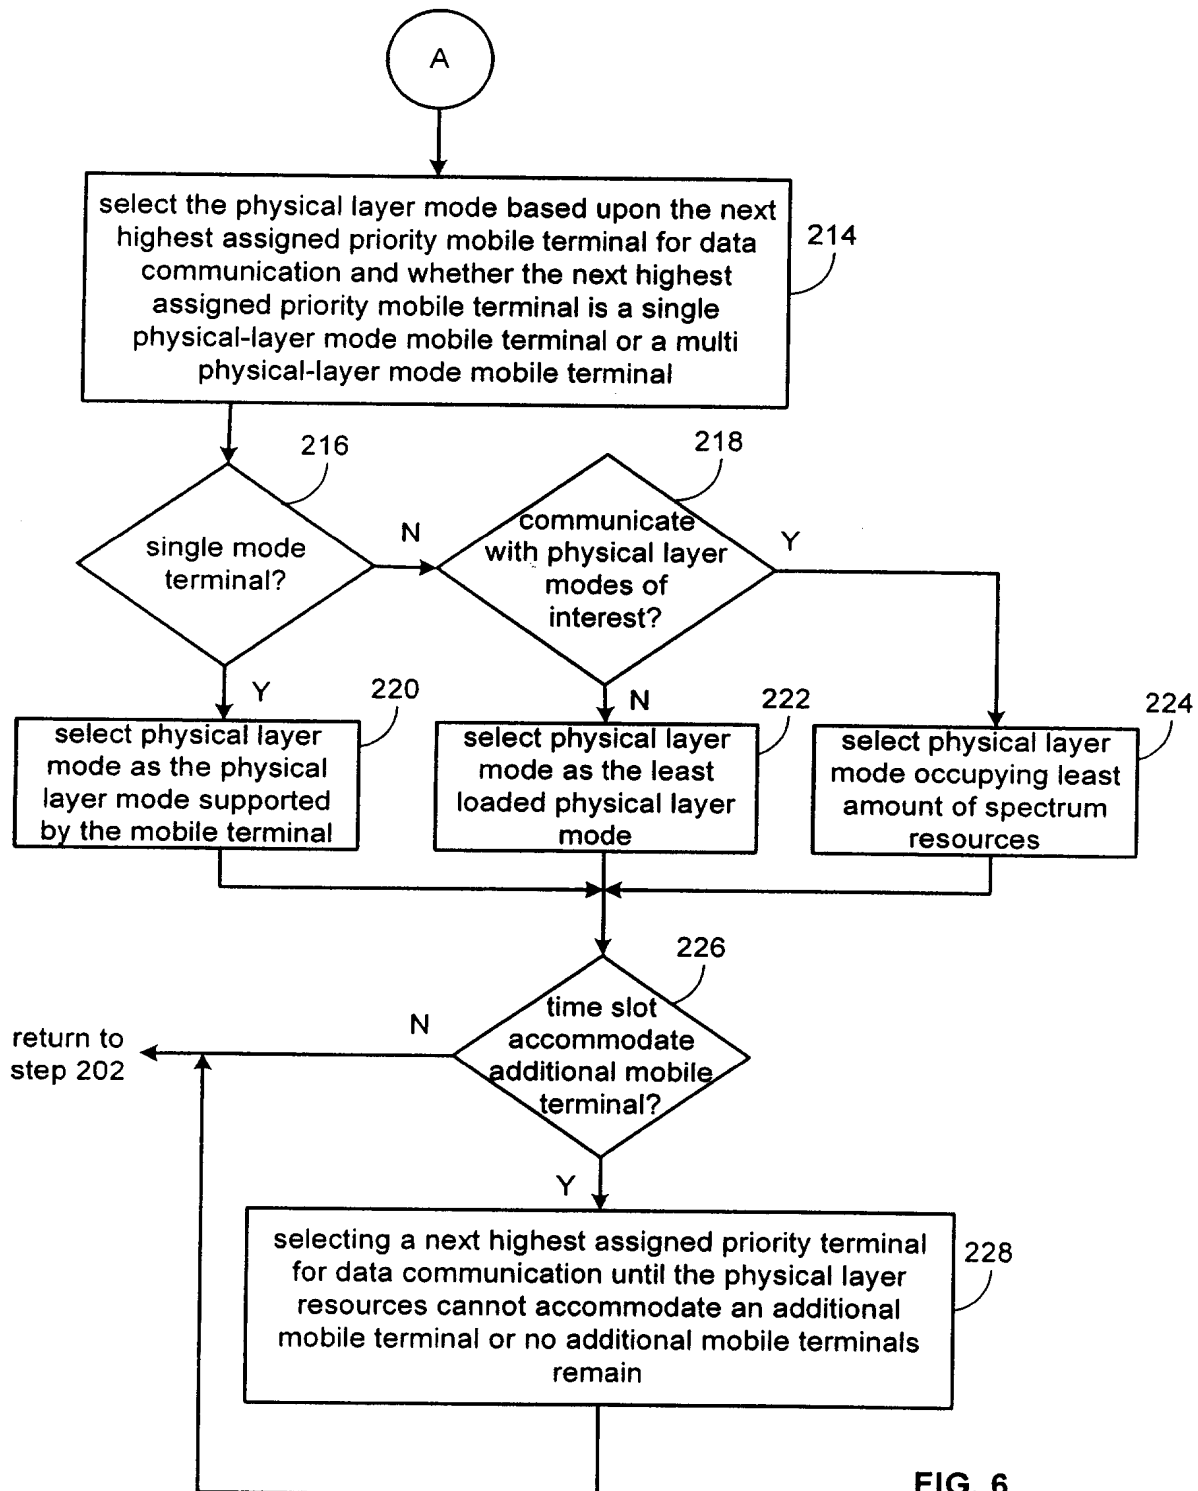 A
select the physical layer mode based upon the next
highest assigned priority mobile terminal for data
communication and whether the next highest
assigned priority mobile terminal is a single
physical-layer mode mobile terminal or a multi
physical-layer mode mobile terminal
214
216
218
single mode
terminal?
N
communicate
with physical layer
modes of
interest?
Y
Y
220
N
222
224
select physical layer
mode as the physical
layer mode supported
by the mobile terminal
select physical layer
mode as the least
loaded physical layer
mode
select physical layer
mode occupying least
amount of spectrum
resources
226
time slot
accommodate
additional mobile
terminal?
N
return to
step 202
Y
selecting a next highest assigned priority terminal
for data communication until the physical layer
resources cannot accommodate an additional
mobile terminal or no additional mobile terminals
remain
228
FIG. 6